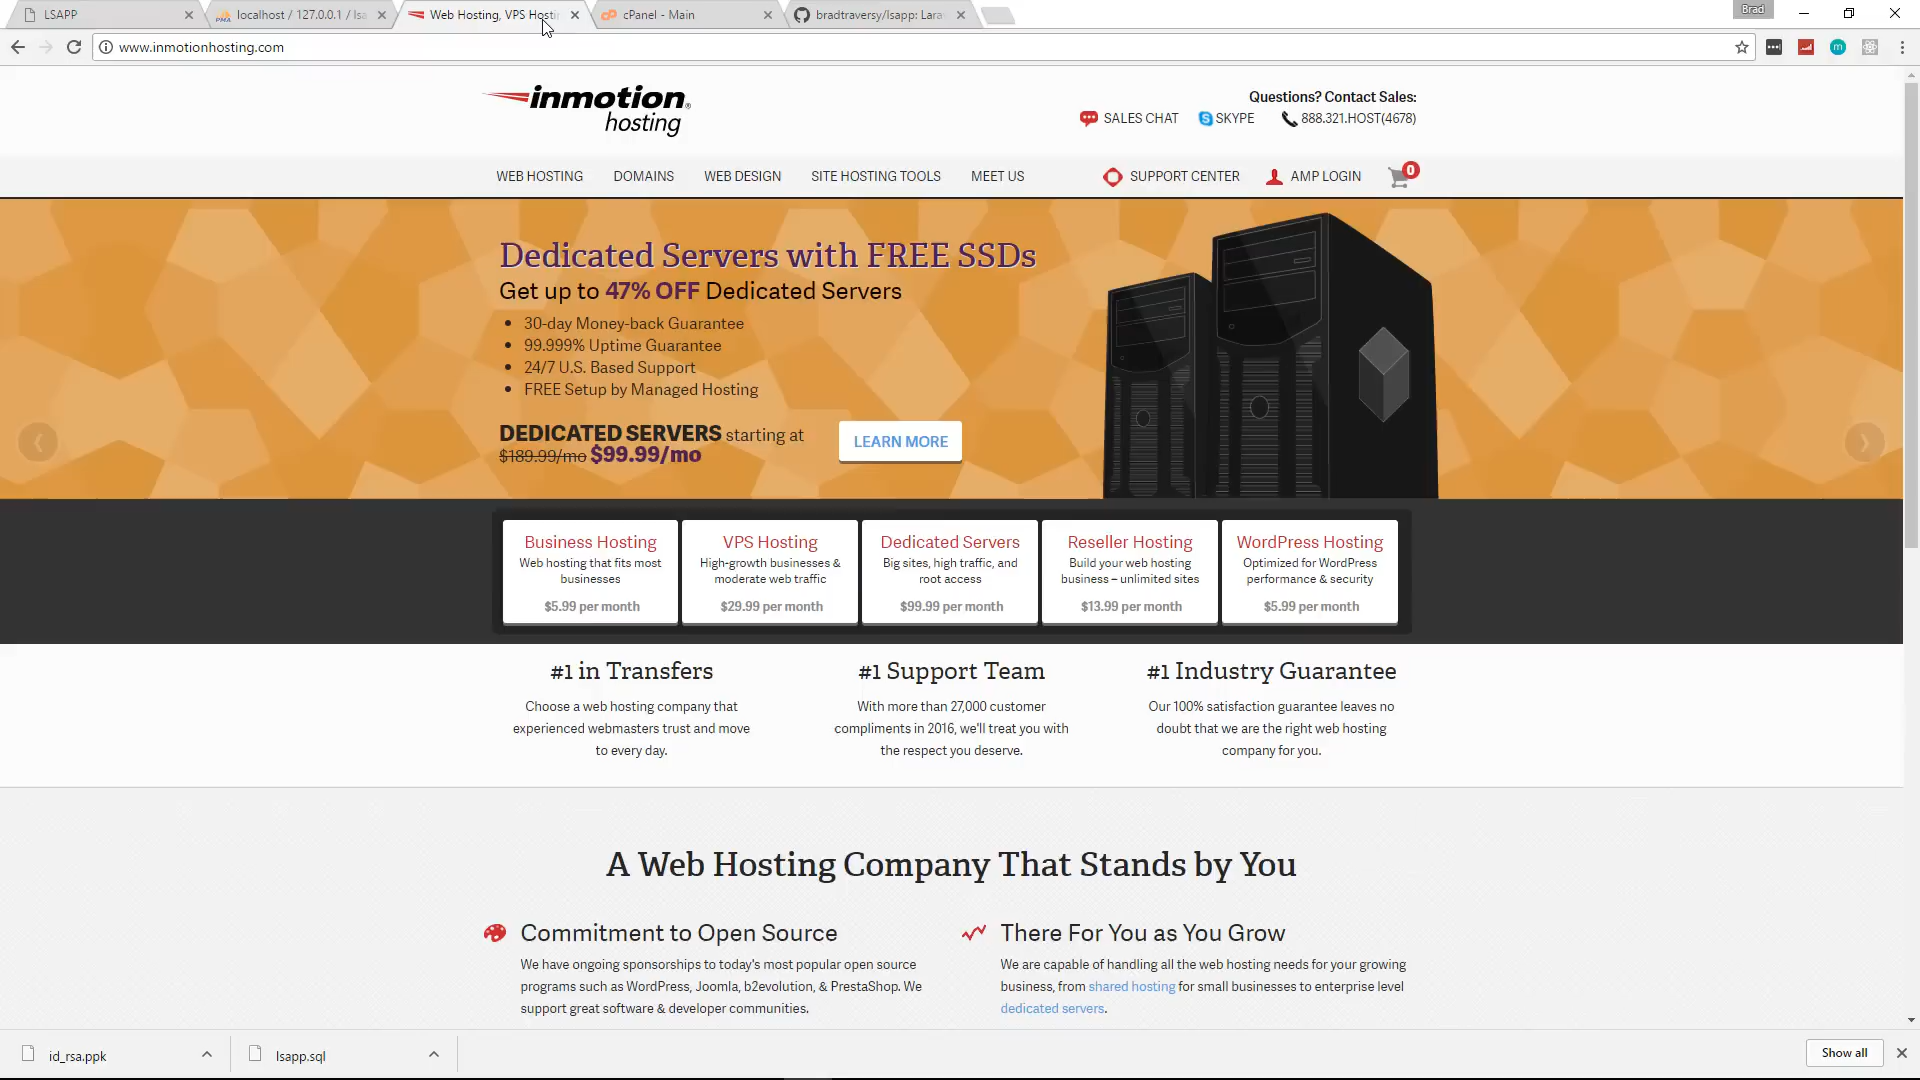 LSAPP
localhost / 127.0.0.1 / lsa
Web Hosting, VPS Hosti
cPanel - Main
bradtraversy/lsapp: Lara
Brad
www.inmotionhosting.com
inmotion®
hosting
Questions? Contact Sales:
SALES CHAT
SKYPE
888.321.HOST(4678)
WEB HOSTING
DOMAINS
WEB DESIGN
SITE HOSTING TOOLS
MEET US
SUPPORT CENTER
AMP LOGIN
0
Dedicated Servers with FREE SSDs
Get up to 47% OFF Dedicated Servers
• 30-day Money-back Guarantee
• 99.999% Uptime Guarantee
• 24/7 U.S. Based Support
• FREE Setup by Managed Hosting
DEDICATED SERVERS starting at
$189.99/mo $99.99/mo
LEARN MORE
Business Hosting
Web hosting that fits most
businesses
$5.99 per month
VPS Hosting
High-growth businesses &
moderate web traffic
$29.99 per month
Dedicated Servers
Big sites, high traffic, and
root access
$99.99 per month
Reseller Hosting
Build your web hosting
business – unlimited sites
$13.99 per month
WordPress Hosting
Optimized for WordPress
performance & security
$5.99 per month
#1 in Transfers
Choose a web hosting company that
experienced webmasters trust and move
to every day.
#1 Support Team
With more than 27,000 customer
compliments in 2016, we'll treat you with
the respect you deserve.
#1 Industry Guarantee
Our 100% satisfaction guarantee leaves no
doubt that we are the right web hosting
company for you.
A Web Hosting Company That Stands by You
Commitment to Open Source
We have ongoing sponsorships to today's most popular open source
programs such as WordPress, Joomla, b2evolution, & PrestaShop. We
support great software & developer communities.
There For You as You Grow
We are capable of handling all the web hosting needs for your growing
business, from shared hosting for small businesses to enterprise level
dedicated servers.
id_rsa.ppk
lsapp.sql
Show all